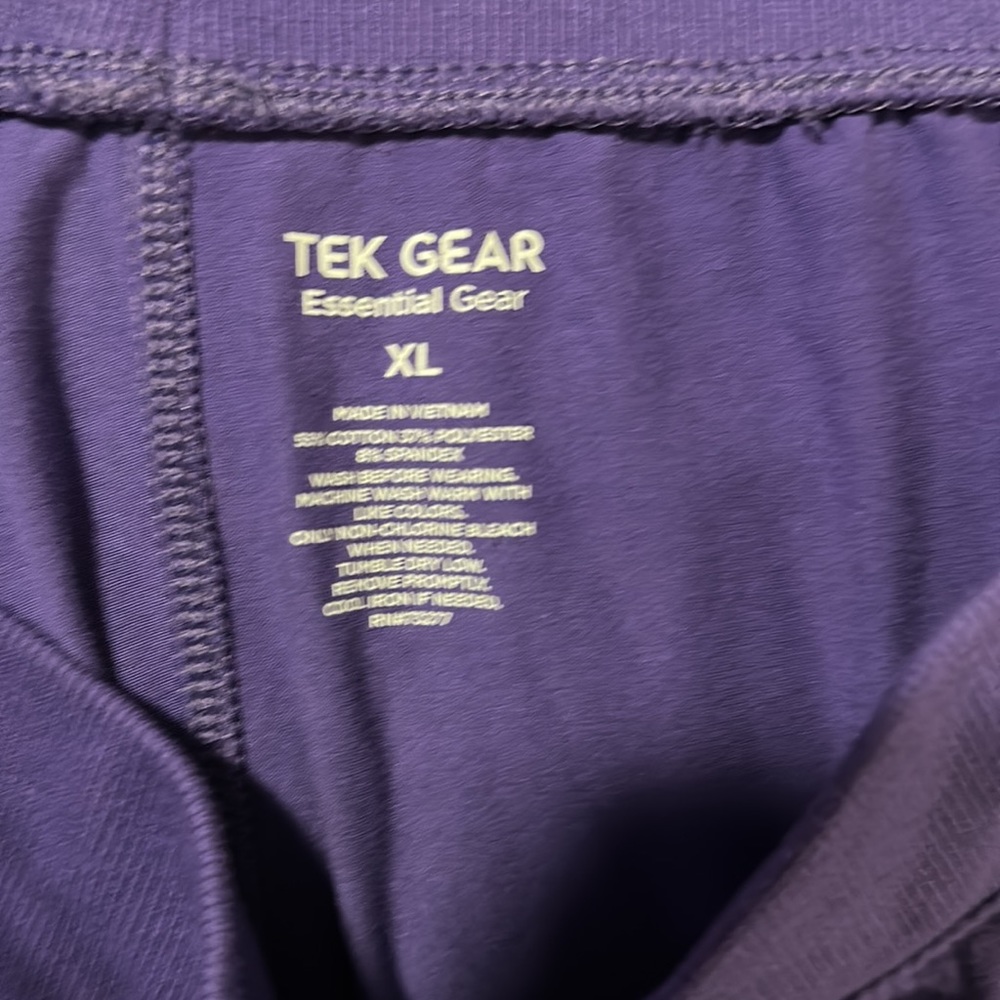 TEK GEAR
Essential Gear
XL
MADE IN VIETNAM
55% COTTON 37% POLYESTER
8% SPANDEX
WASH BEFORE WEARING.
MACHINE WASH WARM WITH
LIKE COLORS.
ONLY NON-CHLORINE BLEACH
WHEN NEEDED.
TUMBLE DRY LOW.
REMOVE PROMPTLY.
COOL IRON IF NEEDED.
RN#73277